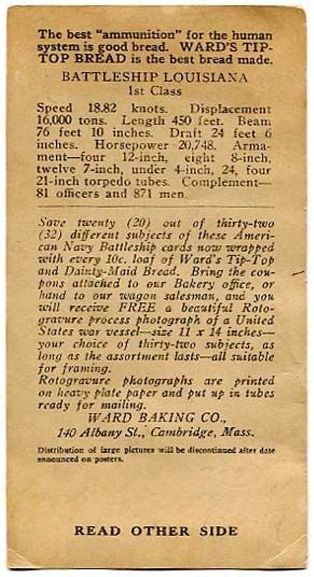 The best "ammunition" for the human
system is good bread. WARD'S TIP-
TOP BREAD is the best bread made.
BATTLESHIP LOUISIANA
1st Class
Speed 18.82 knots. Displacement
16,000 tons. Length 450 feet. Beam
76 feet 10 inches. Draft 24 feet 6
inches. Horsepower 20,748. Arma-
ment—four 12-inch, eight 8-inch,
twelve 7-inch, under 4-inch, 24, four
21-inch torpedo tubes. Complement—
81 officers and 871 men.
Save twenty (20) out of thirty-two
(32) different subjects of these Ameri-
can Navy Battleship cards now wrapped
with every 10c. loaf of Ward's Tip-Top
and Dainty-Maid Bread. Bring the cou-
pons attached to our Bakery office, or
hand to our wagon salesman, and you
will receive FREE a beautiful Roto-
gravure process photograph of a United
States war vessel—size 11 x 14 inches—
your choice of thirty-two subjects, as
long as the assortment lasts—all suitable
for framing.
Rotogravure photographs are printed
on heavy plate paper and put up in tubes
ready for mailing.
WARD BAKING CO.,
140 Albany St., Cambridge, Mass.
Distribution of large pictures will be discontinued after date
announced on posters.
READ OTHER SIDE